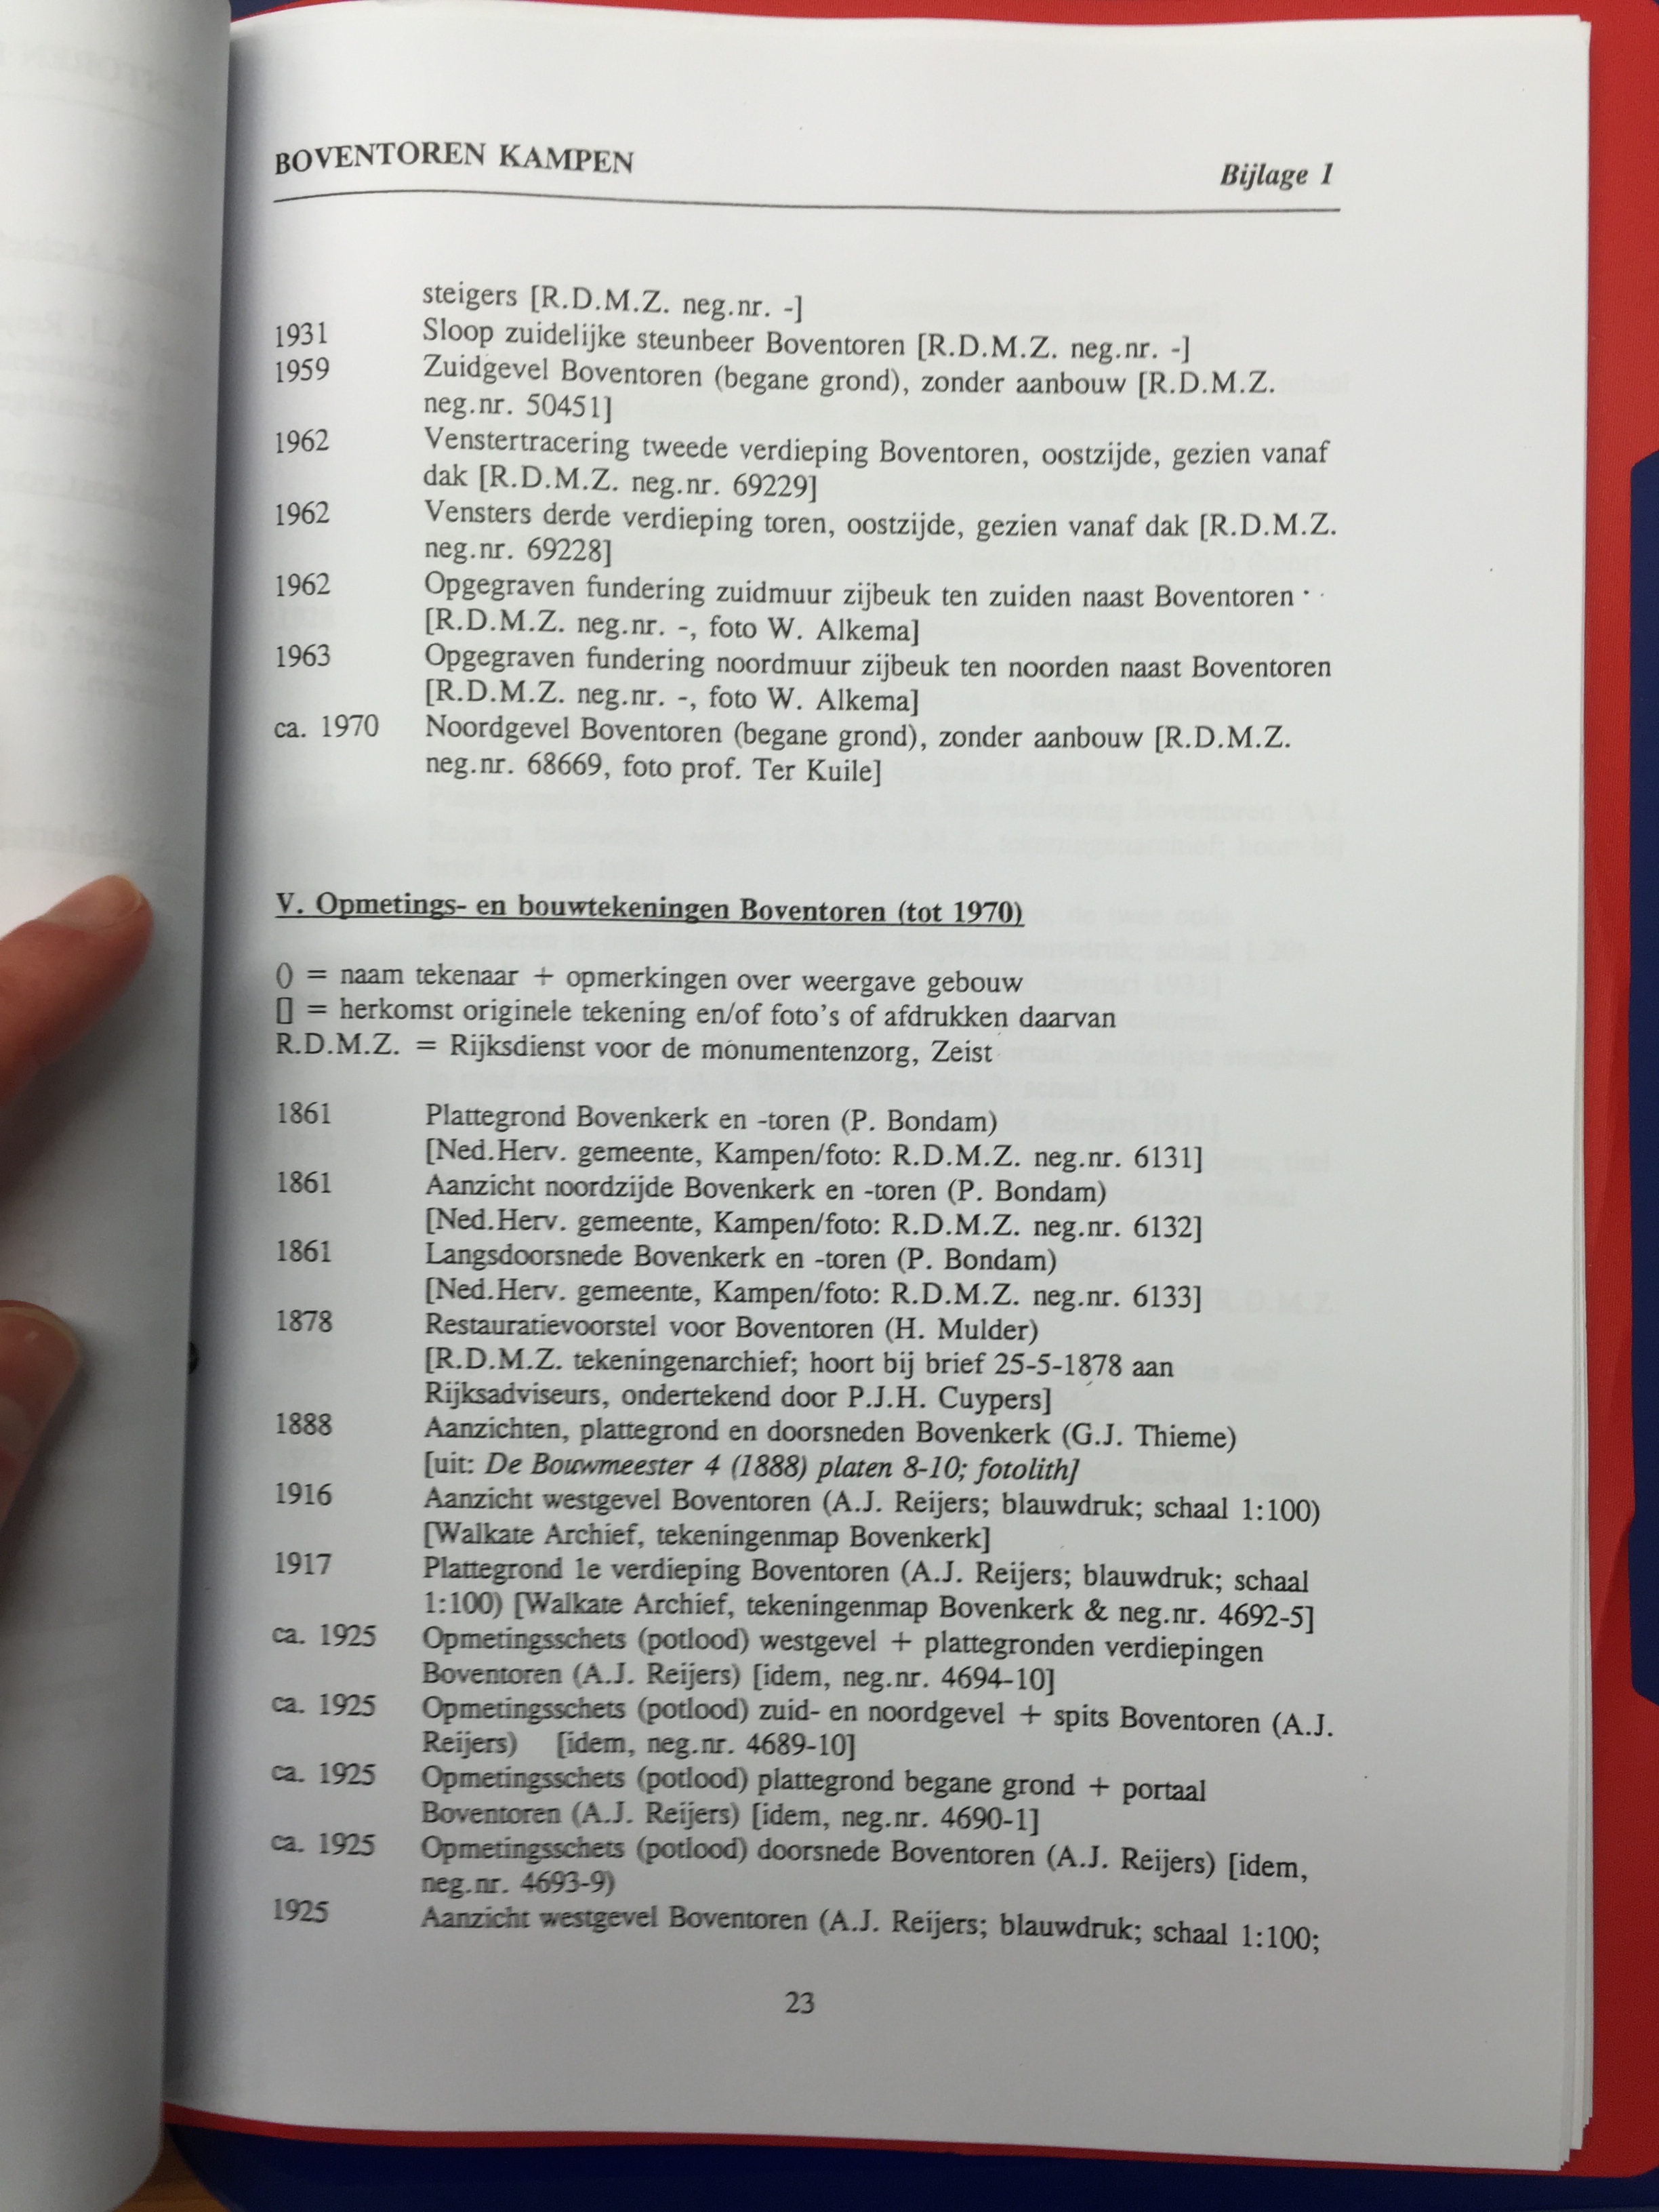 BOVENTOREN KAMPEN
Bijlage 1
steigers [R.D.M.Z. neg.nr. -]
1931 Sloop zuidelijke steunbeer Boventoren [R.D.M.Z. neg.nr. -]
1959 Zuidgevel Boventoren (begane grond), zonder aanbouw [R.D.M.Z.
neg.nr. 50451]
1962 Venstertracering tweede verdieping Boventoren, oostzijde, gezien vanaf
dak [R.D.M.Z. neg.nr. 69229]
1962 Vensters derde verdieping toren, oostzijde, gezien vanaf dak [R.D.M.Z.
neg.nr. 69228]
1962 Opgegraven fundering zuidmuur zijbeuk ten zuiden naast Boventoren
[R.D.M.Z. neg.nr. -, foto W. Alkema]
1963 Opgegraven fundering noordmuur zijbeuk ten noorden naast Boventoren
[R.D.M.Z. neg.nr. -, foto W. Alkema]
ca. 1970 Noordgevel Boventoren (begane grond), zonder aanbouw [R.D.M.Z.
neg.nr. 68669, foto prof. Ter Kuile]
V. Opmetings- en bouwtekeningen Boventoren (tot 1970)
() = naam tekenaar + opmerkingen over weergave gebouw
[] = herkomst originele tekening en/of foto's of afdrukken daarvan
R.D.M.Z. = Rijksdienst voor de monumentenzorg, Zeist
1861 Plattegrond Bovenkerk en -toren (P. Bondam)
[Ned.Herv. gemeente, Kampen/foto: R.D.M.Z. neg.nr. 6131]
1861 Aanzicht noordzijde Bovenkerk en -toren (P. Bondam)
[Ned.Herv. gemeente, Kampen/foto: R.D.M.Z. neg.nr. 6132]
1861 Langsdoorsnede Bovenkerk en -toren (P. Bondam)
[Ned.Herv. gemeente, Kampen/foto: R.D.M.Z. neg.nr. 6133]
1878 Restauratievoorstel voor Boventoren (H. Mulder)
[R.D.M.Z. tekeningenarchief; hoort bij brief 25-5-1878 aan
Rijksadviseurs, ondertekend door P.J.H. Cuypers]
1888 Aanzichten, plattegrond en doorsneden Bovenkerk (G.J. Thieme)
[uit: De Bouwmeester 4 (1888) platen 8-10; fotolith]
1916 Aanzicht westgevel Boventoren (A.J. Reijers; blauwdruk; schaal 1:100)
[Walkate Archief, tekeningenmap Bovenkerk]
1917 Plattegrond 1e verdieping Boventoren (A.J. Reijers; blauwdruk; schaal
1:100) [Walkate Archief, tekeningenmap Bovenkerk & neg.nr. 4692-5]
ca. 1925 Opmetingsschets (potlood) westgevel + plattegronden verdiepingen
Boventoren (A.J. Reijers) [idem, neg.nr. 4694-10]
ca. 1925 Opmetingsschets (potlood) zuid- en noordgevel + spits Boventoren (A.J.
Reijers) [idem, neg.nr. 4689-10]
ca. 1925 Opmetingsschets (potlood) plattegrond begane grond + portaal
Boventoren (A.J. Reijers) [idem, neg.nr. 4690-1]
ca. 1925 Opmetingsschets (potlood) doorsnede Boventoren (A.J. Reijers) [idem,
neg.nr. 4693-9)
1925 Aanzicht westgevel Boventoren (A.J. Reijers; blauwdruk; schaal 1:100;
23